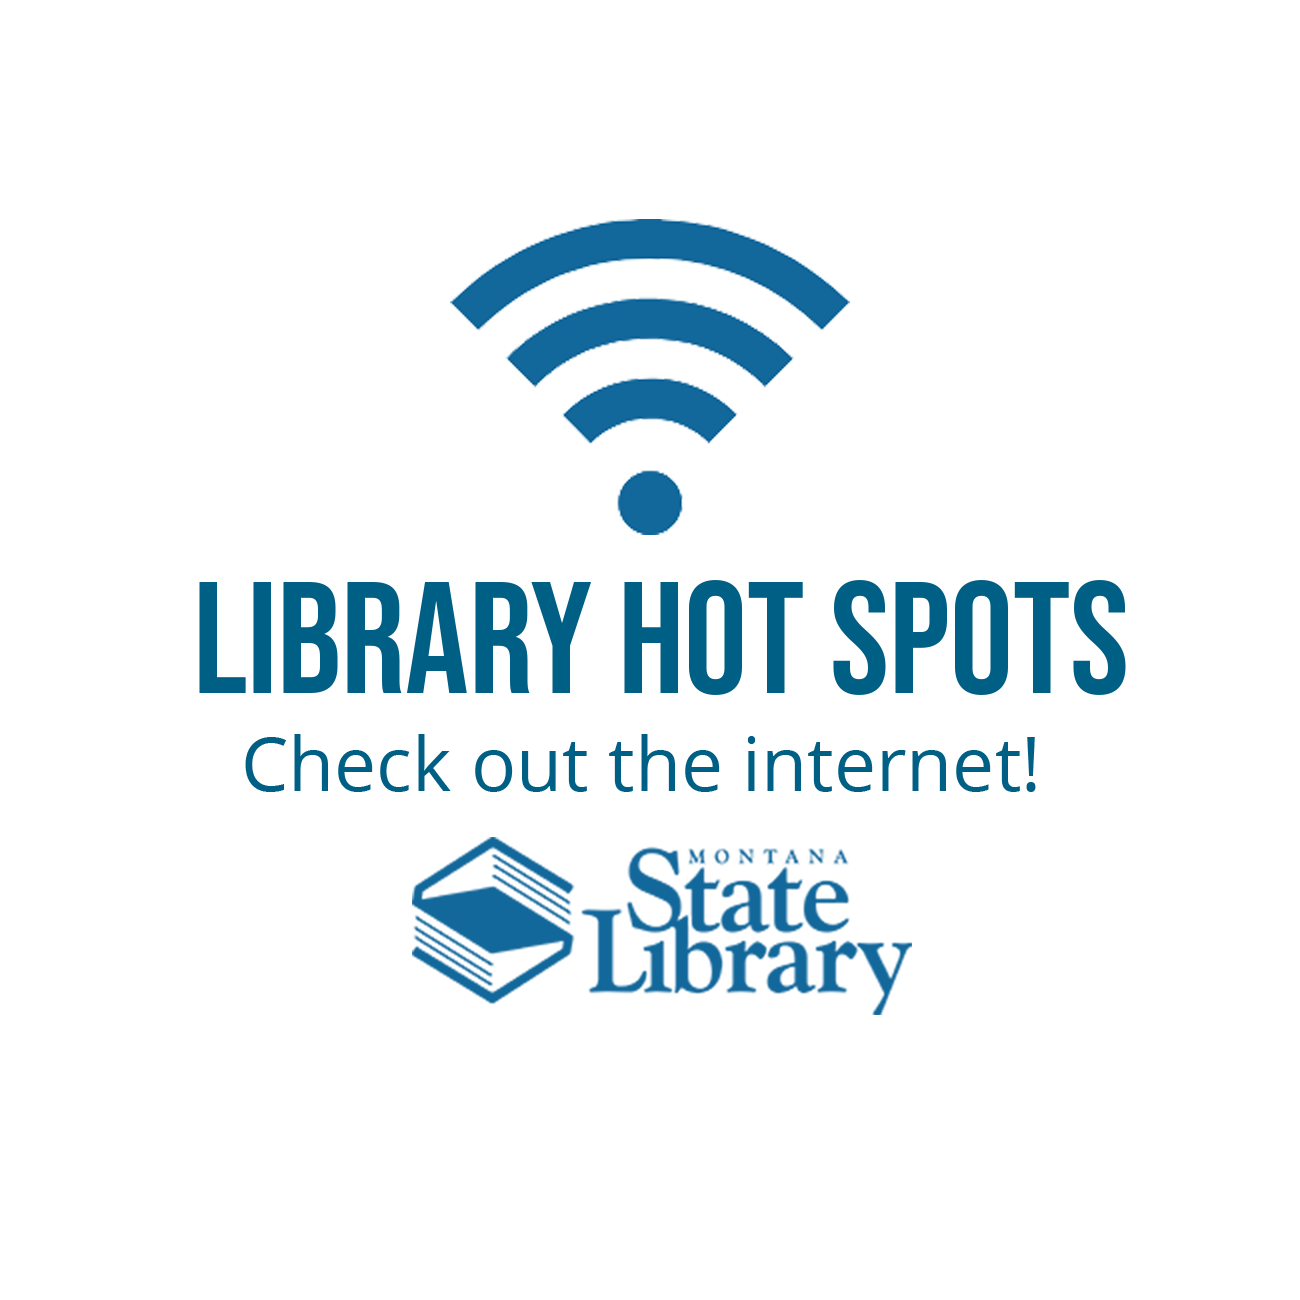 LIBRARY HOT SPOTS
Check out the internet!
MONTANA
State
Library